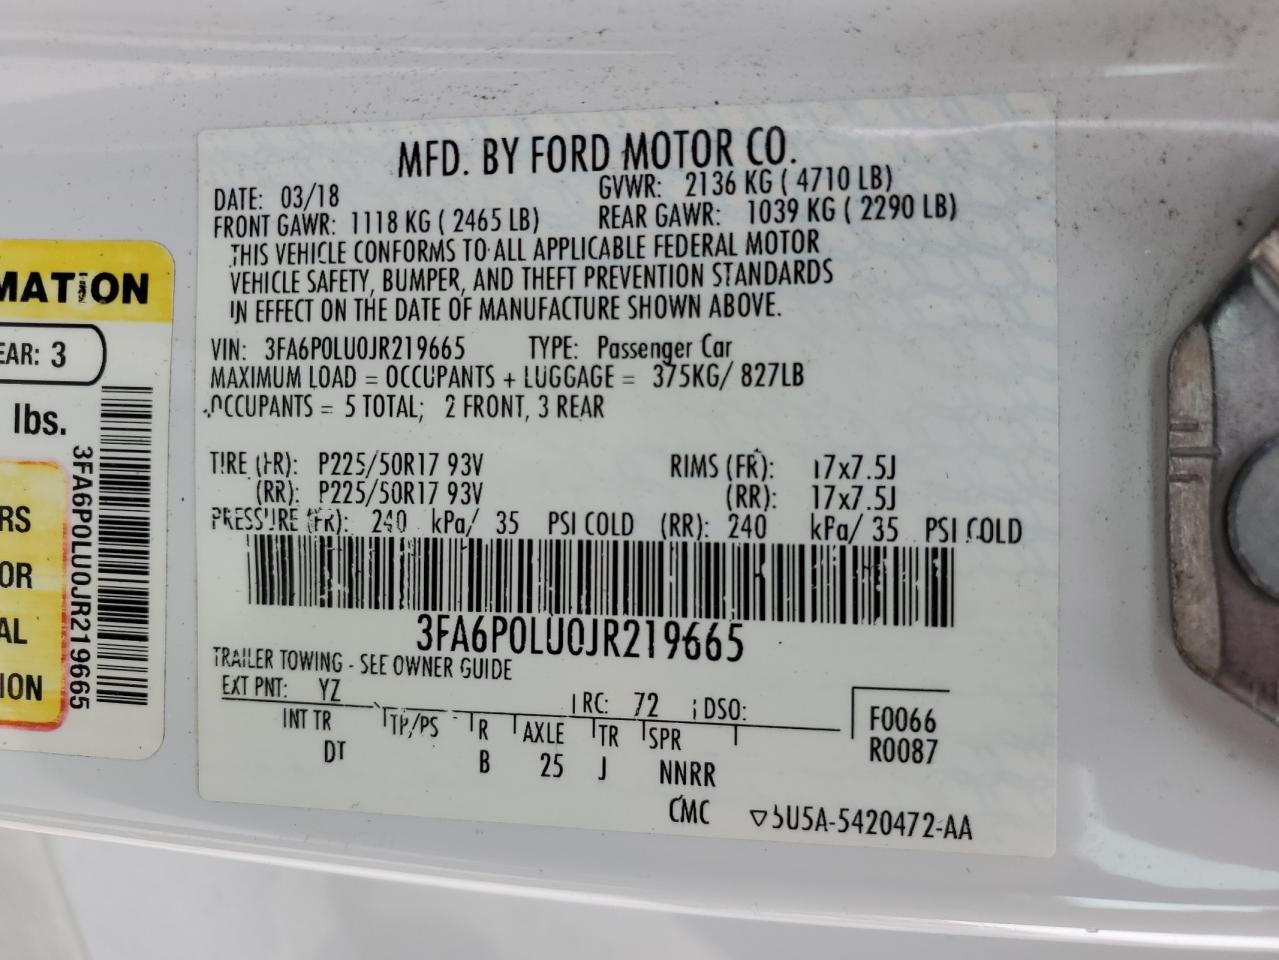 MFD. BY FORD MOTOR CO.
DATE: 03/18 GVWR: 2136 KG ( 4710 LB)
FRONT GAWR: 1118 KG ( 2465 LB) REAR GAWR: 1039 KG ( 2290 LB)
THIS VEHICLE CONFORMS TO ALL APPLICABLE FEDERAL MOTOR
VEHICLE SAFETY, BUMPER, AND THEFT PREVENTION STANDARDS
IN EFFECT ON THE DATE OF MANUFACTURE SHOWN ABOVE.
VIN: 3FA6P0LU0JR219665 TYPE: Passenger Car
MAXIMUM LOAD = OCCUPANTS + LUGGAGE = 375KG/ 827LB
OCCUPANTS = 5 TOTAL; 2 FRONT, 3 REAR
TIRE (FR): P225/50R17 93V RIMS (FR): 17x7.5J
(RR): P225/50R17 93V (RR): 17x7.5J
PRESSURE (FR): 240 kPa/ 35 PSI COLD (RR): 240 kPa/ 35 PSI COLD
3FA6P0LU0JR219665
TRAILER TOWING - SEE OWNER GUIDE
EXT PNT: YZ RC: 72 DSO:
INT TR TP/PS R AXLE TR SPR F0066
DT B 25 J NNRR R0087
CMC ▽5U5A-5420472-AA
MATION
EAR: 3
lbs.
RS
OR
AL
ION
3FA6P0LU0JR219665